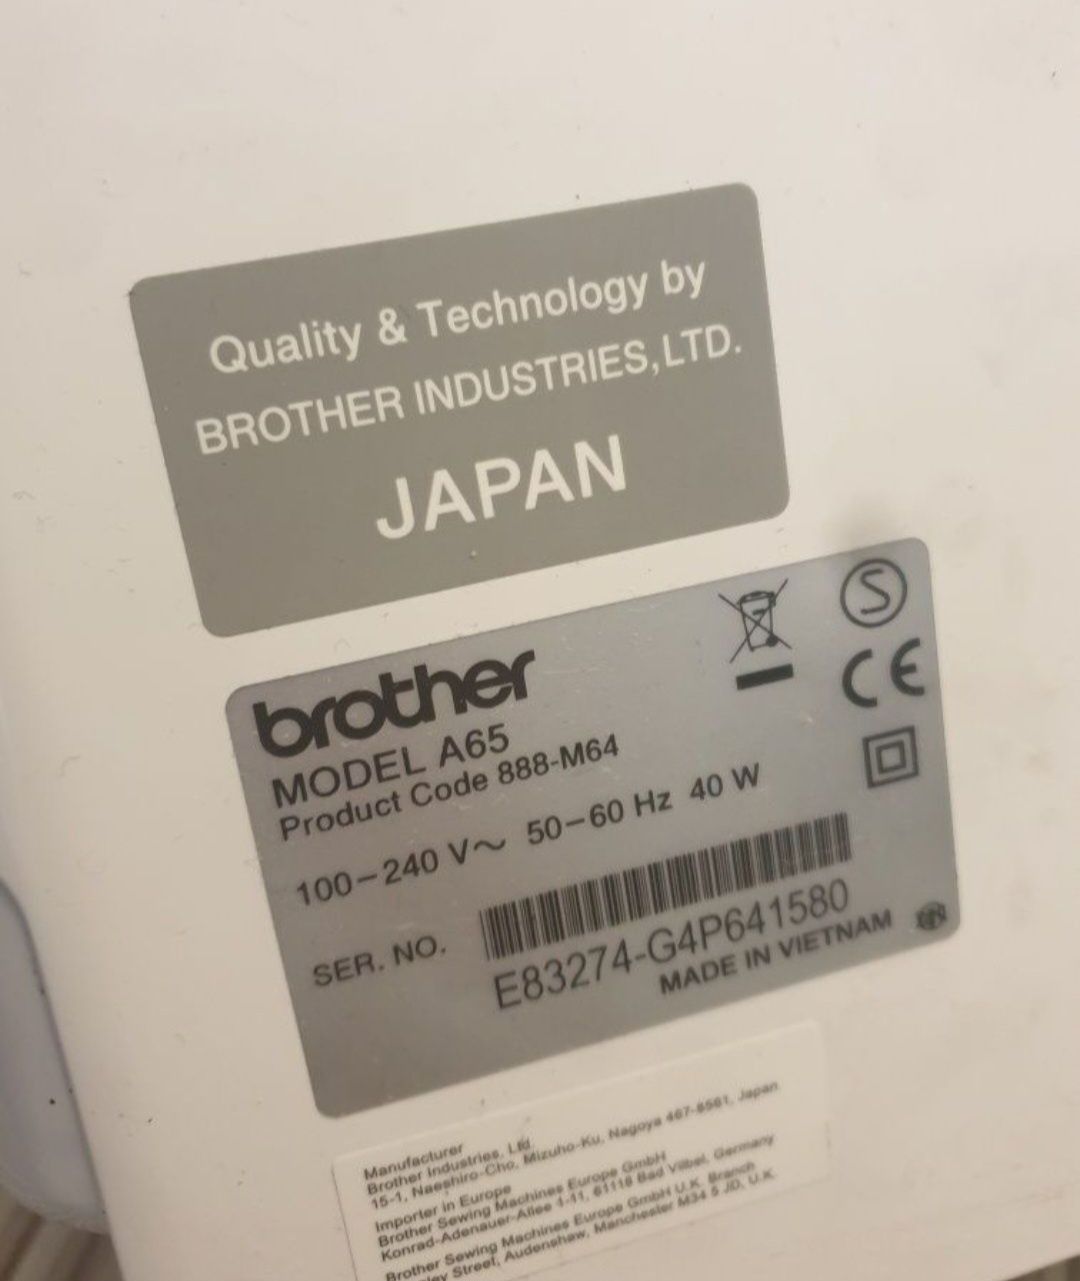 Quality & Technology by
BROTHER INDUSTRIES, LTD.
JAPAN
brother
MODEL A65
Product Code 888-M64
100-240 V~ 50-60 Hz 40 W
SER. NO.
E83274-G4P641580
MADE IN VIETNAM
S
CE
Manufacturer
Brother Industries, Ltd.
15-1, Naeshiro-Cho, Mizuho-Ku, Nagoya 467-8561, Japan
Importer in Europe
Brother Sewing Machines Europe GmbH
Konrad-Adenauer-Allee 1-11, 61118 Bad Vilbel, Germany
Brother Sewing Machines Europe GmbH U.K. Branch
Street, Audenshaw, Manchester M34 5 JD, U.K.